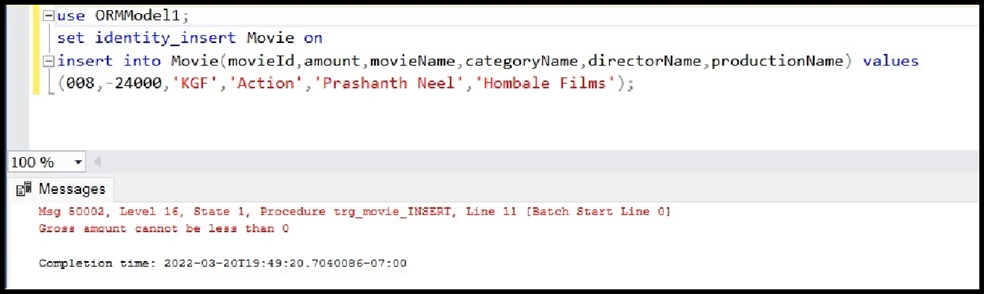 use ORMModel1;
set identity_insert Movie on
insert into Movie(movieId,amount,movieName,categoryName,directorName,productionName) values
(008,-24000,'KGF','Action','Prashanth Neel','Hombale Films');
100 %
Messages
Msg 50002, Level 16, State 1, Procedure trg_movie_INSERT, Line 11 [Batch Start Line 0]
Gross amount cannot be less than 0
Completion time: 2022-03-20T19:49:20.7040086-07:00